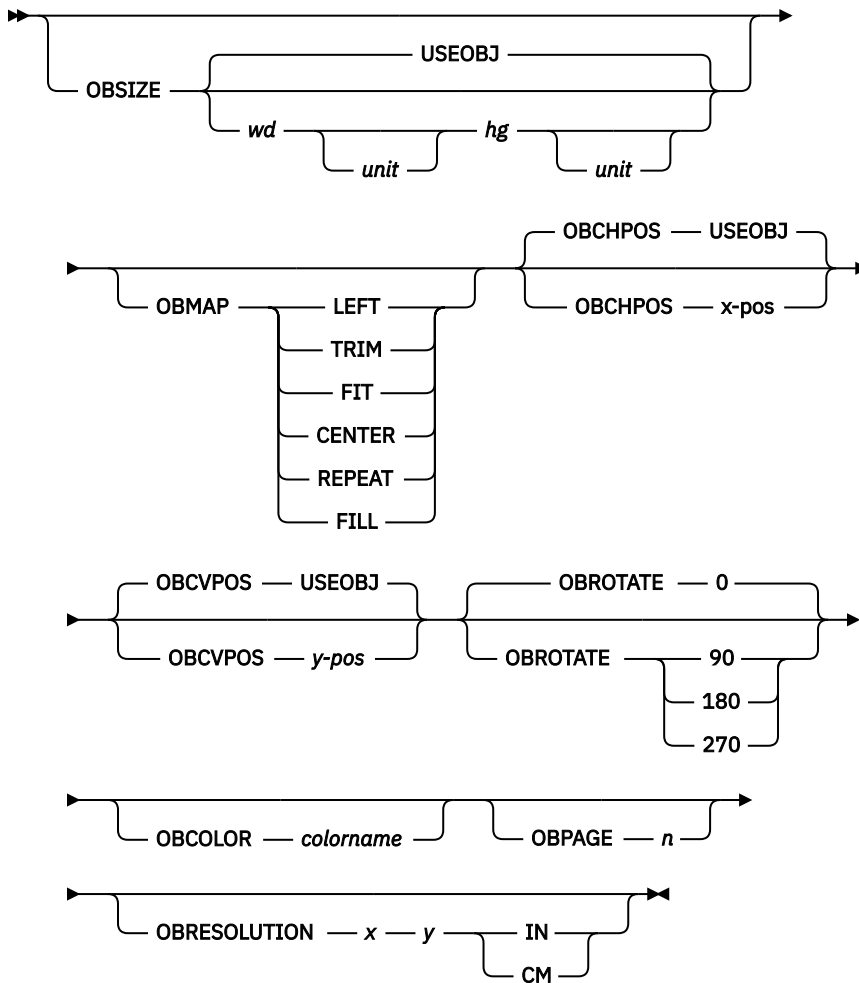 USEOBJ
OBSIZE
wd hg
unit unit
OBCHPOS USEOBJ
OBMAP LEFT OBCHPOS x-pos
TRIM
FIT
CENTER
REPEAT
FILL
OBCVPOS USEOBJ OBROTATE 0
OBCVPOS y-pos OBROTATE 90
180
270
OBCOLOR colorname OBPAGE n
OBRESOLUTION x y IN
CM